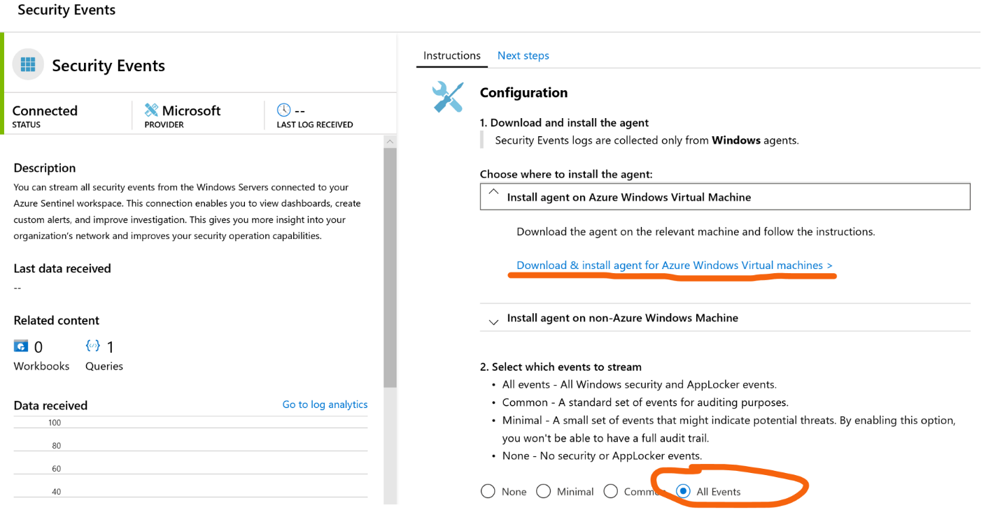 Security Events
Security Events
Connected
STATUS
Microsoft
PROVIDER
--
LAST LOG RECEIVED
Description
You can stream all security events from the Windows Servers connected to your
Azure Sentinel workspace. This connection enables you to view dashboards, create
custom alerts, and improve investigation. This gives you more insight into your
organization’s network and improves your security operation capabilities.
Last data received
--
Related content
0
Workbooks
1
Queries
Data received
Go to log analytics
100
80
60
40
Instructions
Next steps
Configuration
1. Download and install the agent
Security Events logs are collected only from Windows agents.
Choose where to install the agent:
Install agent on Azure Windows Virtual Machine
Download the agent on the relevant machine and follow the instructions.
Download & install agent for Azure Windows Virtual machines >
Install agent on non-Azure Windows Machine
2. Select which events to stream
• All events - All Windows security and AppLocker events.
• Common - A standard set of events for auditing purposes.
• Minimal - A small set of events that might indicate potential threats. By enabling this option,
you won't be able to have a full audit trail.
• None - No security or AppLocker events.
None
Minimal
Common
All Events